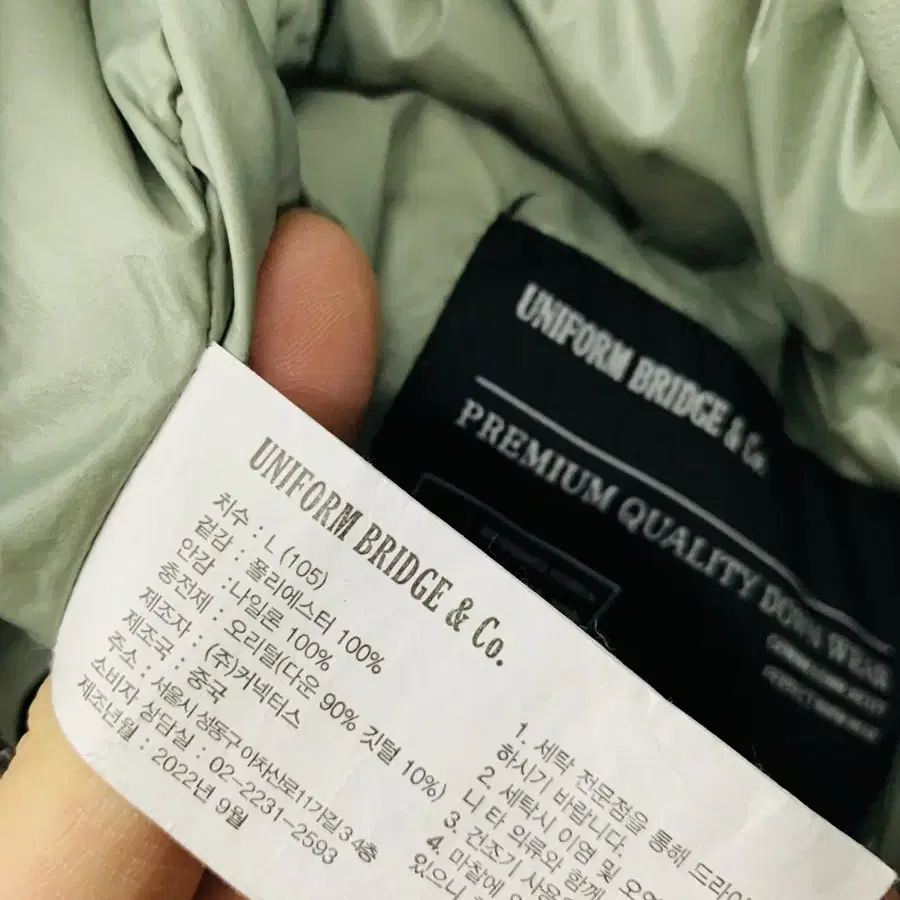 UNIFORM BRIDGE & Co.
PREMIUM QUALITY DOWN WEAR
UNIFORM BRIDGE & Co.
치수 : L (105)
겉감 : 폴리에스터 100%
안감 : 나일론 100%
충전재 : 오리털(다운 90% 깃털 10%)
제조자 : (주)커넥터스
제조국 : 중국
주소 : 서울시 성동구 아차산로11가길 3 4층
소비자 상담실 : 02-2231-2593
제조년월 : 2022년 9월
1. 세탁 전문점을 통해 드라이
하시기 바랍니다.
2. 세탁시 이염 및 오염
니 타 의류와 함께
3. 건조기 사용
4. 마찰에
있으니